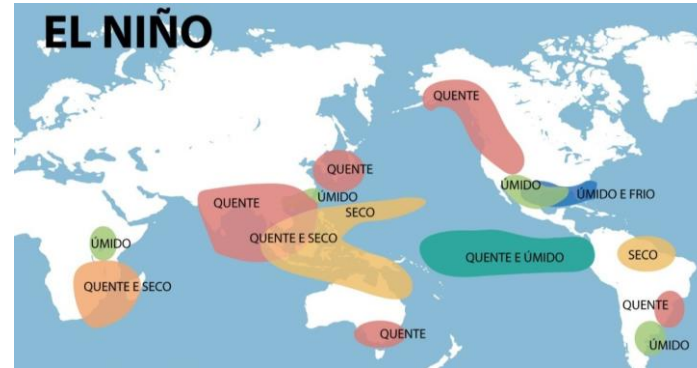 EL NIÑO
QUENTE
QUENTE
ÚMIDO
ÚMIDO
ÚMIDO E FRIO
QUENTE
SECO
ÚMIDO
QUENTE E SECO
QUENTE E ÚMIDO
SECO
QUENTE E SECO
QUENTE
QUENTE
ÚMIDO